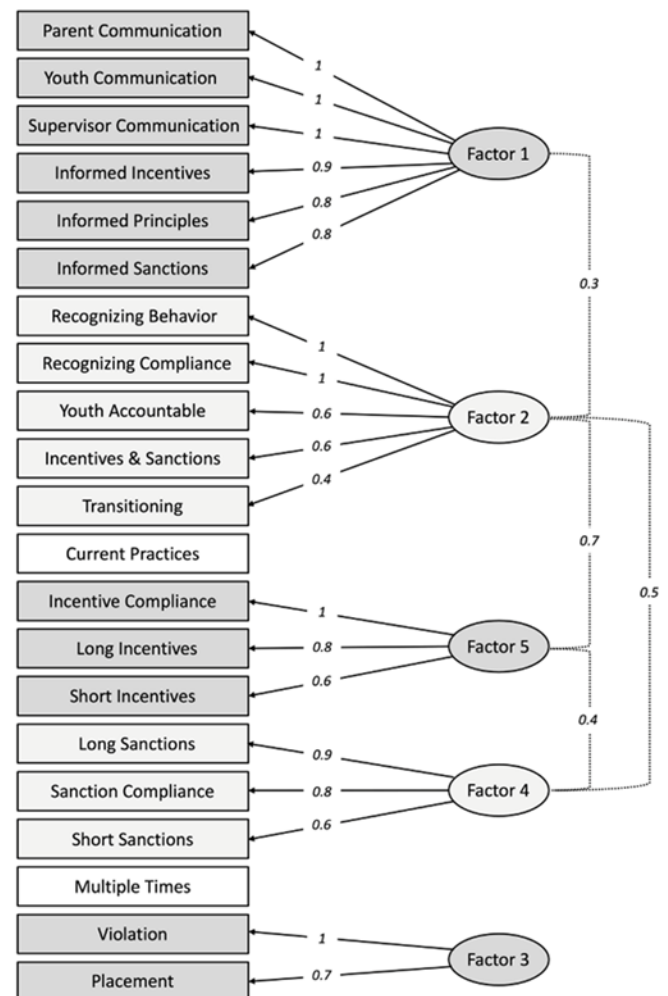 Parent Communication
Youth Communication
Supervisor Communication
Informed Incentives
Informed Principles
Informed Sanctions
Recognizing Behavior
Recognizing Compliance
Youth Accountable
Incentives & Sanctions
Transitioning
Current Practices
Incentive Compliance
Long Incentives
Short Incentives
Long Sanctions
Sanction Compliance
Short Sanctions
Multiple Times
Violation
Placement
1
1
1
0.9
0.8
0.8
1
1
0.6
0.6
0.4
1
0.8
0.6
0.9
0.8
0.6
1
0.7
Factor 1
Factor 2
Factor 5
Factor 4
Factor 3
0.3
0.7
0.5
0.4